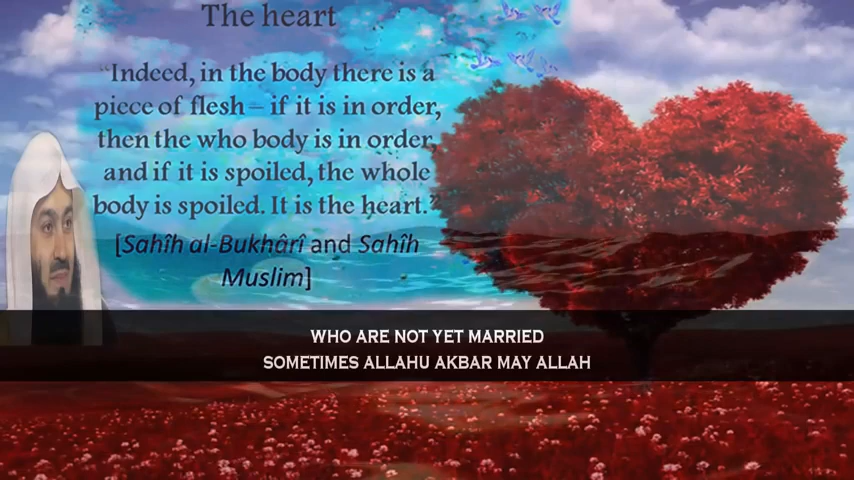 The heart
"Indeed, in the body there is a
piece of flesh – if it is in order,
then the who body is in order,
and if it is spoiled, the whole
body is spoiled. It is the heart."
[Sahîh al-Bukhârî and Sahîh
Muslim]
WHO ARE NOT YET MARRIED
SOMETIMES ALLAHU AKBAR MAY ALLAH